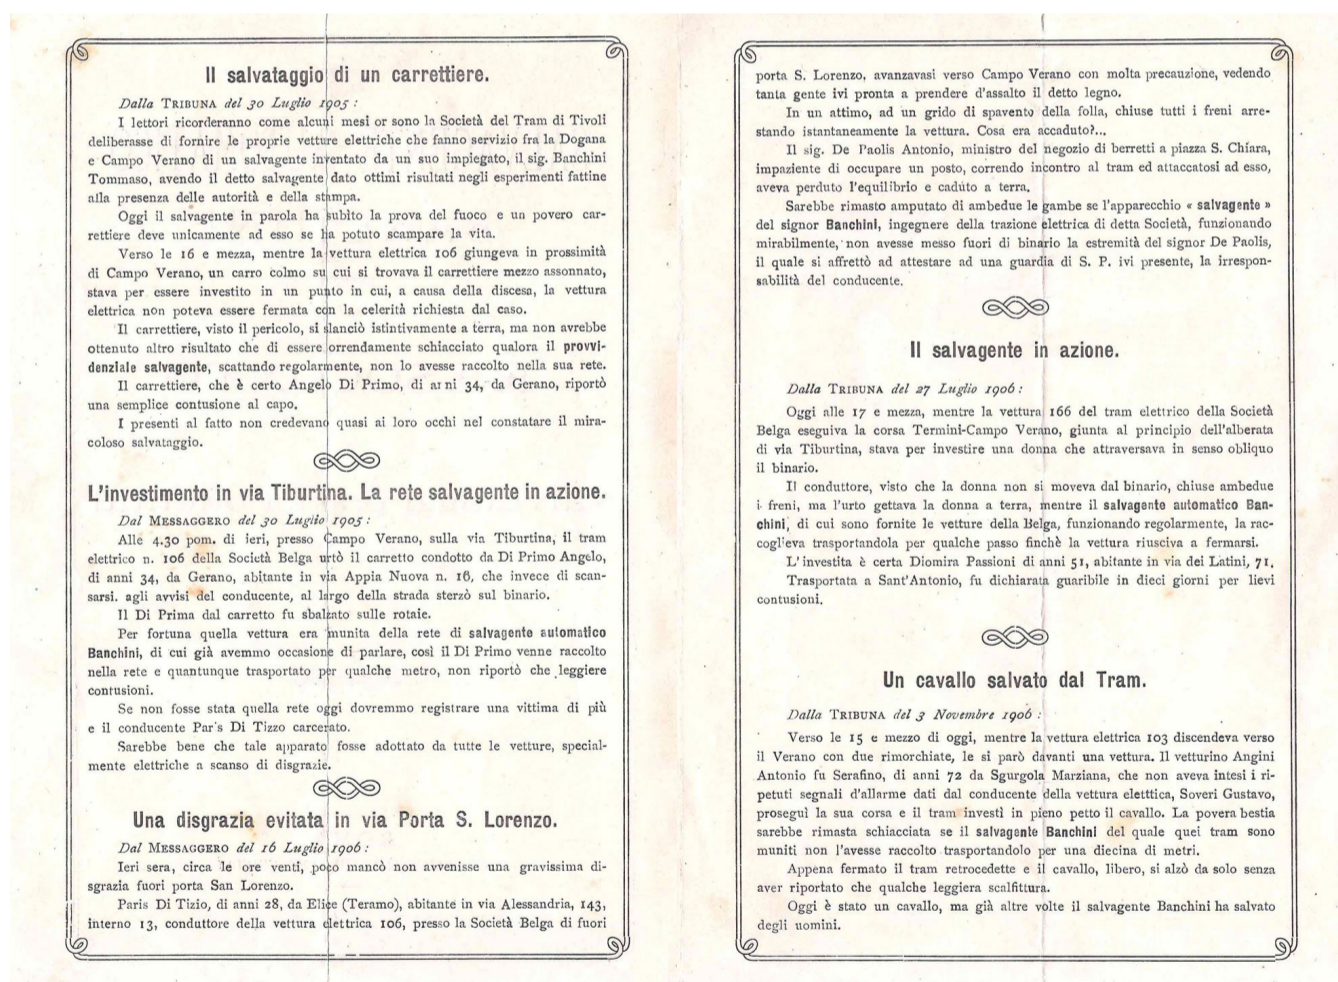 Il salvataggio di un carrettiere.
Dalla TRIBUNA del 30 Luglio 1905 :
I lettori ricorderanno come alcuni mesi or sono la Società del Tram di Tivoli
deliberasse di fornire le proprie vetture elettriche che fanno servizio fra la Dogana
e Campo Verano di un salvagente inventato da un suo impiegato, il sig. Banchini
Tommaso, avendo il detto salvagente dato ottimi risultati negli esperimenti fattine
alla presenza delle autorità e della stampa.
Oggi il salvagente in parola ha subìto la prova del fuoco e un povero car-
rettiere deve unicamente ad esso se ha potuto scampare la vita.
Verso le 16 e mezza, mentre la vettura elettrica 106 giungeva in prossimità
di Campo Verano, un carro colmo su cui si trovava il carrettiere mezzo assonnato,
stava per essere investito in un punto in cui, a causa della discesa, la vettura
elettrica non poteva essere fermata con la celerità richiesta dal caso.
Il carrettiere, visto il pericolo, si slanciò istintivamente a terra, ma non avrebbe
ottenuto altro risultato che di essere orrendamente schiacciato qualora il provvi-
denziale salvagente, scattando regolarmente, non lo avesse raccolto nella sua rete.
Il carrettiere, che è certo Angelo Di Primo, di anni 34, da Gerano, riportò
una semplice contusione al capo.
I presenti al fatto non credevano quasi ai loro occhi nel constatare il mira-
coloso salvataggio.
L'investimento in via Tiburtina. La rete salvagente in azione.
Dal MESSAGGERO del 30 Luglio 1905 :
Alle 4.30 pom. di ieri, presso Campo Verano, sulla via Tiburtina, il tram
elettrico n. 106 della Società Belga urtò il carretto condotto da Di Primo Angelo,
di anni 34, da Gerano, abitante in via Appia Nuova n. 16, che invece di scan-
sarsi. agli avvisi del conducente, al largo della strada sterzò sul binario.
Il Di Prima dal carretto fu sbalzato sulle rotaie.
Per fortuna quella vettura era munita della rete di salvagente automatico
Banchini, di cui già avemmo occasione di parlare, così il Di Primo venne raccolto
nella rete e quantunque trasportato per qualche metro, non riportò che leggiere
contusioni.
Se non fosse stata quella rete oggi dovremmo registrare una vittima di più
e il conducente Par's Di Tizzo carcerato.
Sarebbe bene che tale apparato fosse adottato da tutte le vetture, special-
mente elettriche a scanso di disgrazie.
Una disgrazia evitata in via Porta S. Lorenzo.
Dal MESSAGGERO del 16 Luglio 1906 :
Ieri sera, circa le ore venti, poco mancò non avvenisse una gravissima di-
sgrazia fuori porta San Lorenzo.
Paris Di Tizio, di anni 28, da Elice (Teramo), abitante in via Alessandria, 143,
interno 13, conduttore della vettura elettrica 106, presso la Società Belga di fuori
porta S. Lorenzo, avanzavasi verso Campo Verano con molta precauzione, vedendo
tanta gente ivi pronta a prendere d'assalto il detto legno.
In un attimo, ad un grido di spavento della folla, chiuse tutti i freni arre-
stando istantaneamente la vettura. Cosa era accaduto?...
Il sig. De Paolis Antonio, ministro del negozio di berretti a piazza S. Chiara,
impaziente di occupare un posto, correndo incontro al tram ed attaccatosi ad esso,
aveva perduto l'equilibrio e caduto a terra.
Sarebbe rimasto amputato di ambedue le gambe se l'apparecchio « salvagente »
del signor Banchini, ingegnere della trazione elettrica di detta Società, funzionando
mirabilmente, non avesse messo fuori di binario la estremità del signor De Paolis,
il quale si affrettò ad attestare ad una guardia di S. P. ivi presente, la irrespon-
sabilità del conducente.
Il salvagente in azione.
Dalla TRIBUNA del 27 Luglio 1906 :
Oggi alle 17 e mezza, mentre la vettura 166 del tram elettrico della Società
Belga eseguiva la corsa Termini-Campo Verano, giunta al principio dell'alberata
di via Tiburtina, stava per investire una donna che attraversava in senso obliquo
il binario.
Il conduttore, visto che la donna non si moveva dal binario, chiuse ambedue
i freni, ma l'urto gettava la donna a terra, mentre il salvagente automatico Ban-
chini, di cui sono fornite le vetture della Belga, funzionando regolarmente, la rac-
cogl'eva trasportandola per qualche passo finchè la vettura riusciva a fermarsi.
L'investita è certa Diomira Passioni di anni 51, abitante in via dei Latini, 71.
Trasportata a Sant'Antonio, fu dichiarata guaribile in dieci giorni per lievi
contusioni.
Un cavallo salvato dal Tram.
Dalla TRIBUNA del 3 Novembre 1906 :
Verso le 15 e mezzo di oggi, mentre la vettura elettrica 103 discendeva verso
il Verano con due rimorchiate, le si parò davanti una vettura. Il vetturino Angini
Antonio fu Serafino, di anni 72 da Sgurgola Marziana, che non aveva intesi i ri-
petuti segnali d'allarme dati dal conducente della vettura eletttica, Soveri Gustavo,
proseguì la sua corsa e il tram investì in pieno petto il cavallo. La povera bestia
sarebbe rimasta schiacciata se il salvagente Banchini del quale quei tram sono
muniti non l'avesse raccolto trasportandolo per una diecina di metri.
Appena fermato il tram retrocedette e il cavallo, libero, si alzò da solo senza
aver riportato che qualche leggiera scalfittura.
Oggi è stato un cavallo, ma già altre volte il salvagente Banchini ha salvato
degli uomini.